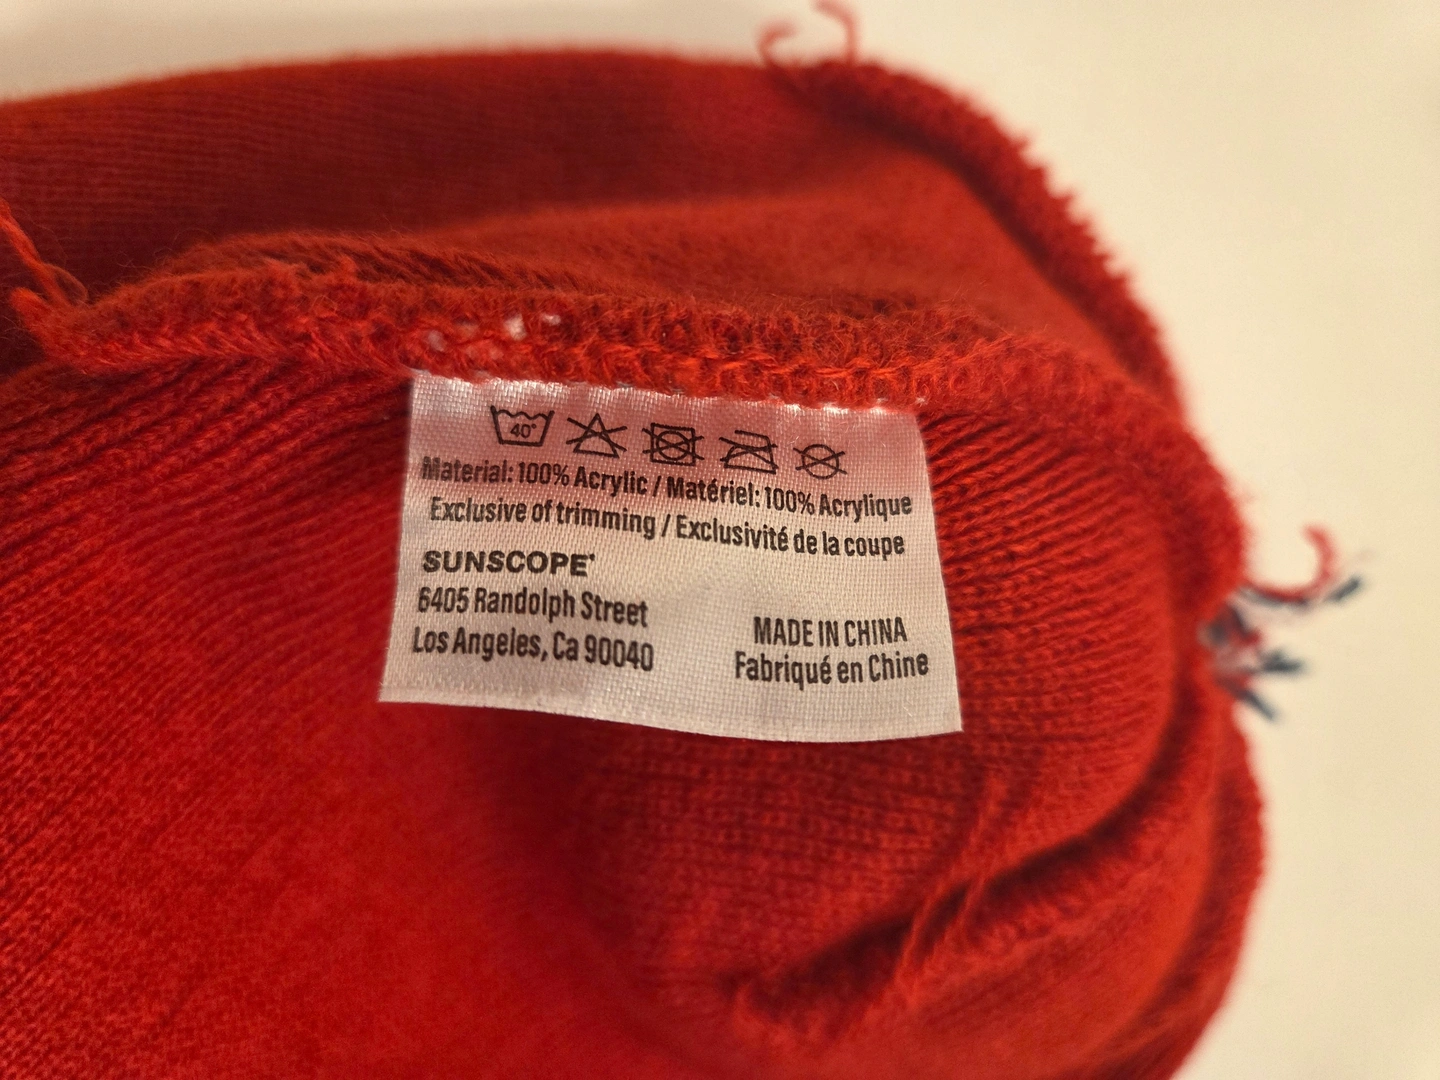 40°
Material: 100% Acrylic / Matériel: 100% Acrylique
Exclusive of trimming / Exclusivité de la coupe
SUNSCOPE®
6405 Randolph Street
Los Angeles, Ca 90040
MADE IN CHINA
Fabriqué en Chine